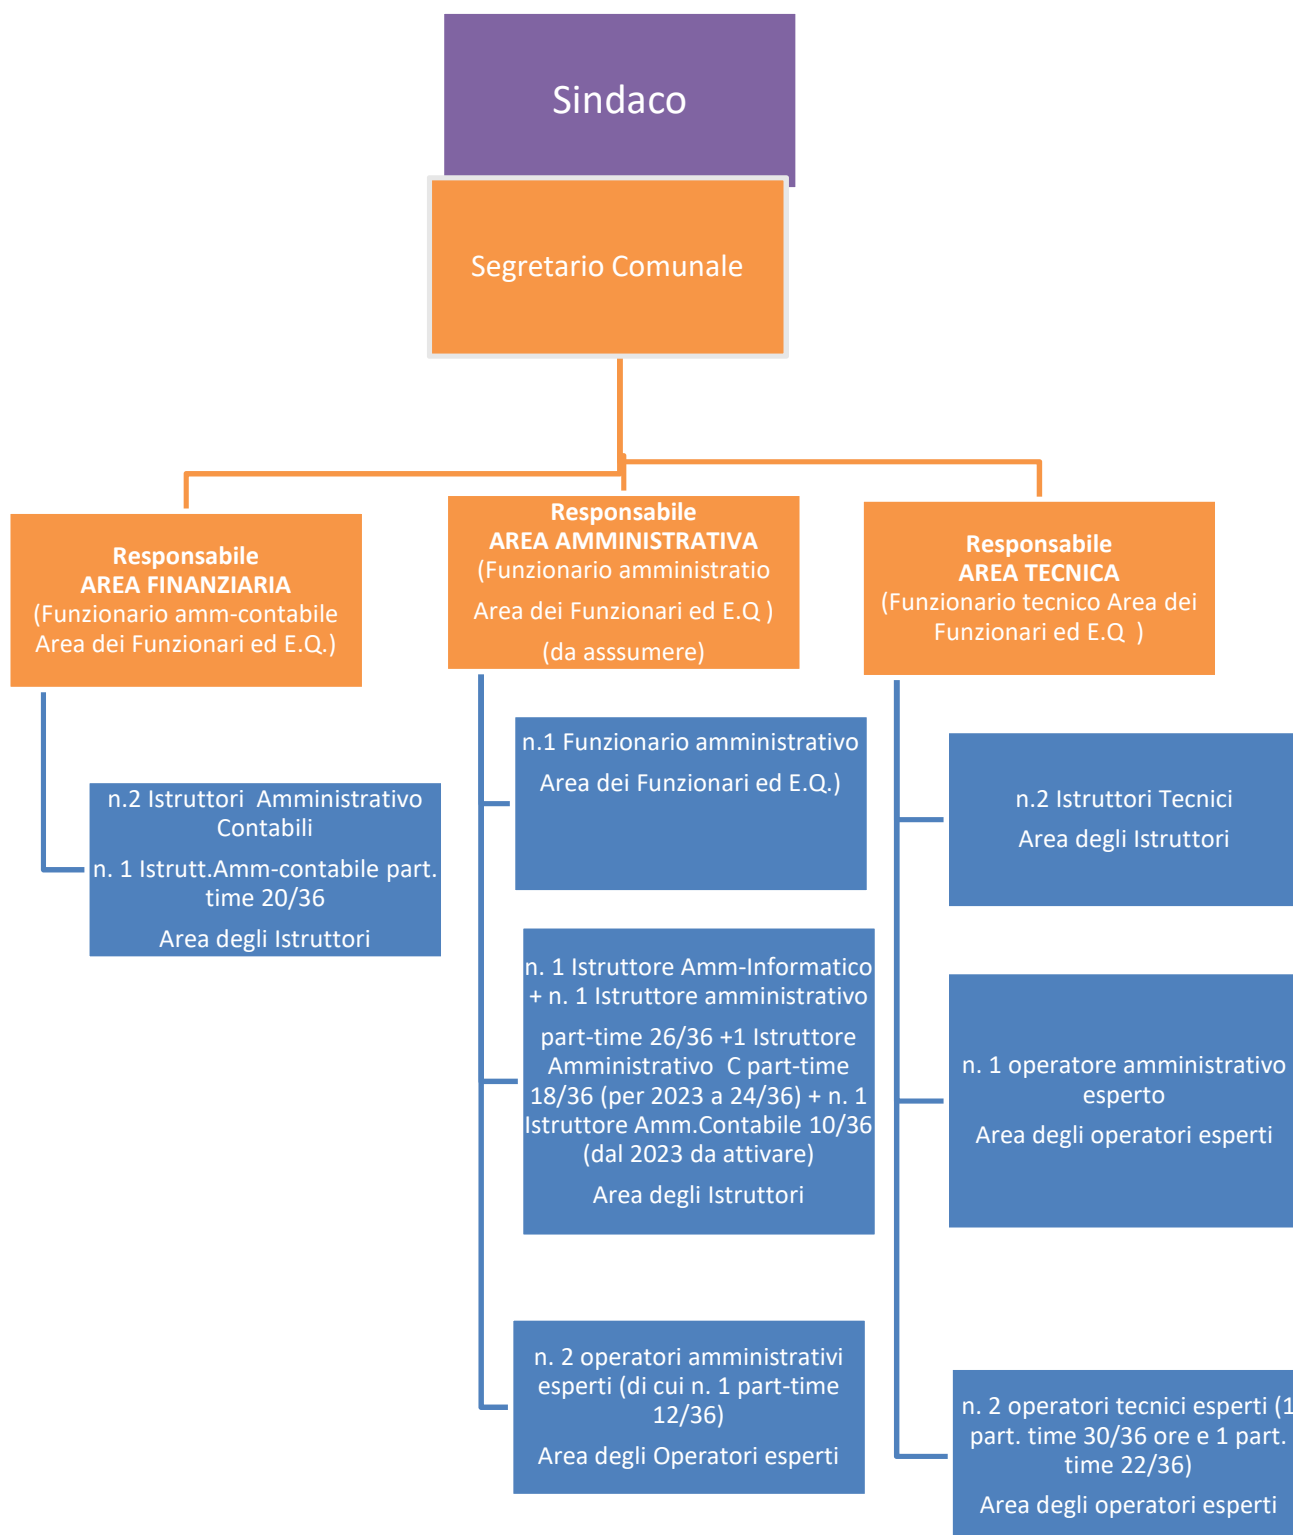 Sindaco
Segretario Comunale
Responsabile
AREA FINANZIARIA
(Funzionario amm-contabile
Area dei Funzionari ed E.Q.)
n.2 Istruttori  Amministrativo
Contabili
n. 1 Istrutt.Amm-contabile part.
time 20/36
Area degli Istruttori
Responsabile
AREA AMMINISTRATIVA
(Funzionario amministratio
Area dei Funzionari ed E.Q )
(da asssumere)
n.1 Funzionario amministrativo
Area dei Funzionari ed E.Q.)
n. 1 Istruttore Amm-Informatico
+ n. 1 Istruttore amministrativo
part-time 26/36 +1 Istruttore
Amministrativo  C part-time
18/36 (per 2023 a 24/36) + n. 1
Istruttore Amm.Contabile 10/36
(dal 2023 da attivare)
Area degli Istruttori
n. 2 operatori amministrativi
esperti (di cui n. 1 part-time
12/36)
Area degli Operatori esperti
Responsabile
AREA TECNICA
(Funzionario tecnico Area dei
Funzionari ed E.Q  )
n.2 Istruttori Tecnici
Area degli Istruttori
n. 1 operatore amministrativo
esperto
Area degli operatori esperti
n. 2 operatori tecnici esperti (1
part. time 30/36 ore e 1 part.
time 22/36)
Area degli operatori esperti